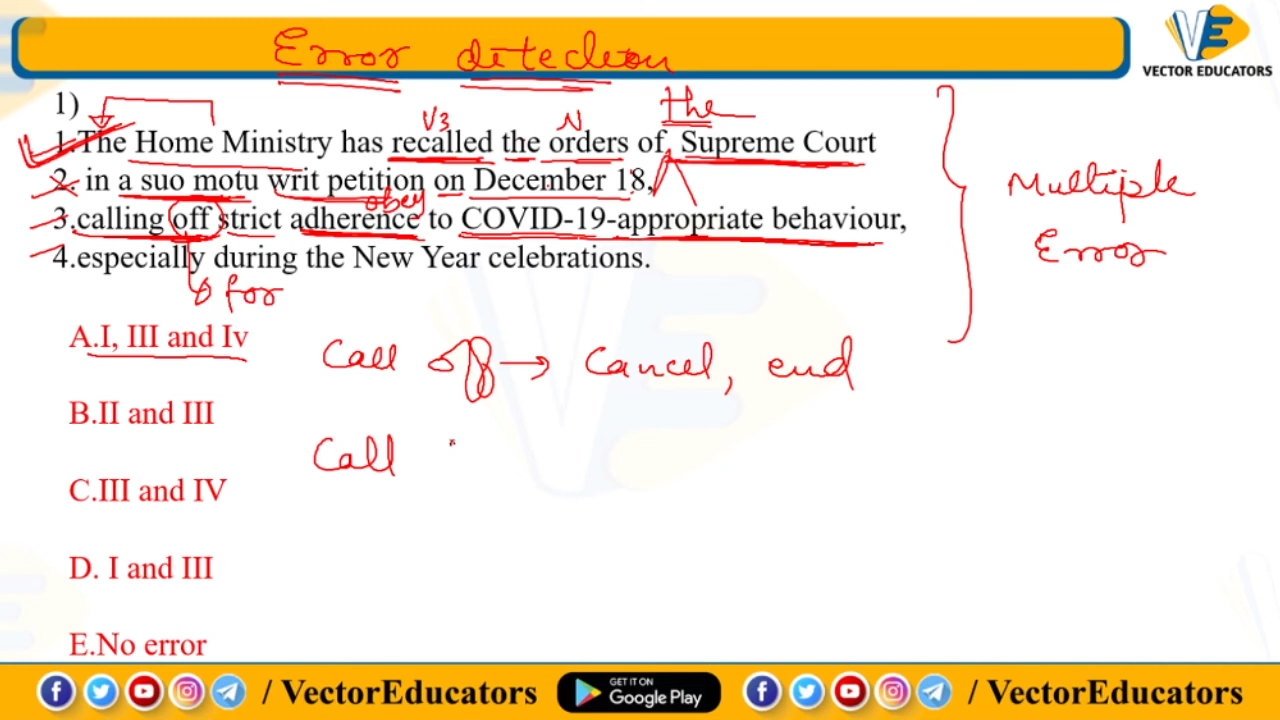 Error detection
VECTOR EDUCATORS
1)
V3 N the
1.The Home Ministry has recalled the orders of Supreme Court
2. in a suo motu writ petition on December 18,
obey
3.calling off strict adherence to COVID-19-appropriate behaviour,
4.especially during the New Year celebrations.
for
Multiple
Error
A.I, III and Iv
Call off → Cancel, end
B.II and III
Call
C.III and IV
D. I and III
E.No error
/ VectorEducators
GET IT ON
Google Play
/ VectorEducators